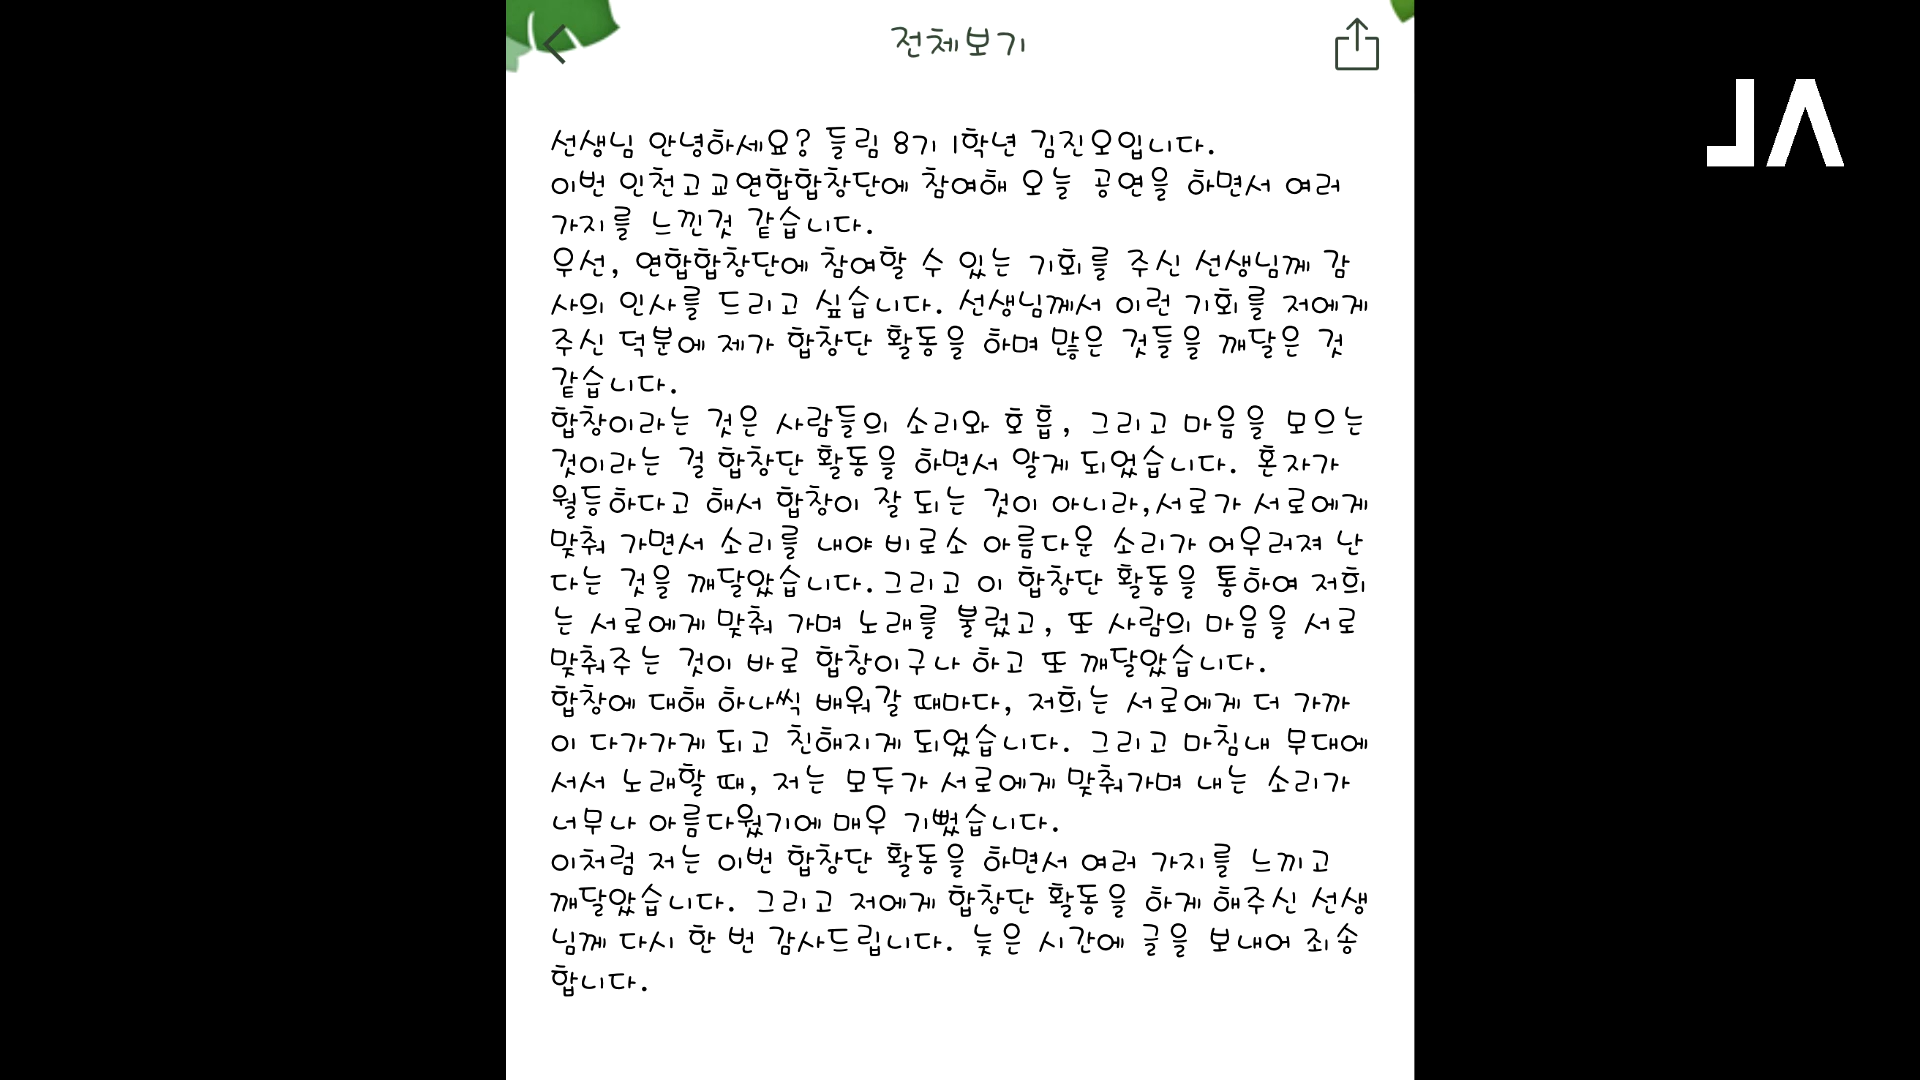 전체보기
JA
선생님 안녕하세요? 들림 8기 1학년 김진오입니다.
이번 인천고교연합합창단에 참여해 오늘 공연을 하면서 여러
가지를 느낀것 같습니다.
우선, 연합합창단에 참여할 수 있는 기회를 주신 선생님께 감
사의 인사를 드리고 싶습니다. 선생님께서 이런 기회를 저에게
주신 덕분에 제가 합창단 활동을 하며 많은 것들을 깨달은 것
같습니다.
합창이라는 것은 사람들의 소리와 호흡, 그리고 마음을 모으는
것이라는 걸 합창단 활동을 하면서 알게 되었습니다. 혼자가
월등하다고 해서 합창이 잘 되는 것이 아니라,서로가 서로에게
맞춰 가면서 소리를 내야 비로소 아름다운 소리가 어우러져 난
다는 것을 깨달았습니다.그리고 이 합창단 활동을 통하여 저희
는 서로에게 맞춰 가며 노래를 불렀고, 또 사람의 마음을 서로
맞춰주는 것이 바로 합창이구나 하고 또 깨달았습니다.
합창에 대해 하나씩 배워갈 때마다, 저희는 서로에게 더 가까
이 다가가게 되고 친해지게 되었습니다. 그리고 마침내 무대에
서서 노래할 때, 저는 모두가 서로에게 맞춰가며 내는 소리가
너무나 아름다웠기에 매우 기뻤습니다.
이처럼 저는 이번 합창단 활동을 하면서 여러 가지를 느끼고
깨달았습니다. 그리고 저에게 합창단 활동을 하게 해주신 선생
님께 다시 한 번 감사드립니다. 늦은 시간에 글을 보내어 죄송
합니다.